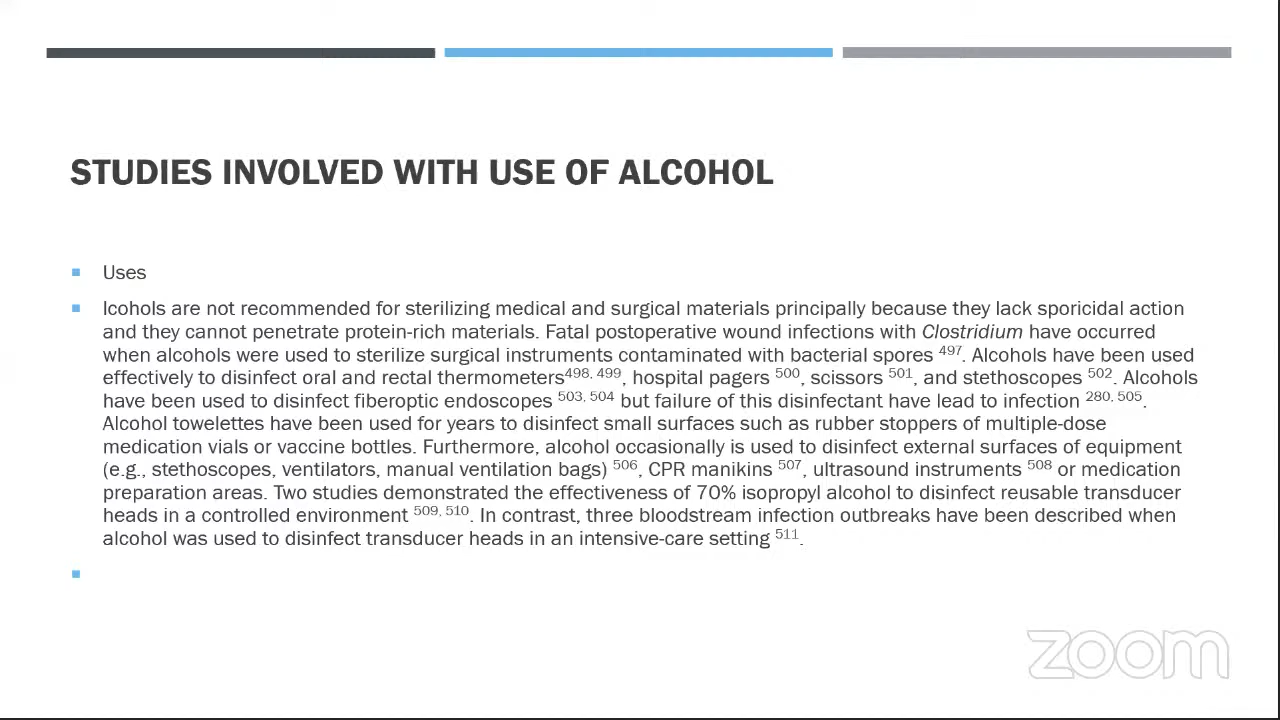 STUDIES INVOLVED WITH USE OF ALCOHOL
Uses
Icohols are not recommended for sterilizing medical and surgical materials principally because they lack sporicidal action
and they cannot penetrate protein-rich materials. Fatal postoperative wound infections with Clostridium have occurred
when alcohols were used to sterilize surgical instruments contaminated with bacterial spores 497. Alcohols have been used
effectively to disinfect oral and rectal thermometers498, 499, hospital pagers 500, scissors 501, and stethoscopes 502. Alcohols
have been used to disinfect fiberoptic endoscopes 503, 504 but failure of this disinfectant have lead to infection 280, 505.
Alcohol towelettes have been used for years to disinfect small surfaces such as rubber stoppers of multiple-dose
medication vials or vaccine bottles. Furthermore, alcohol occasionally is used to disinfect external surfaces of equipment
(e.g., stethoscopes, ventilators, manual ventilation bags) 506, CPR manikins 507, ultrasound instruments 508 or medication
preparation areas. Two studies demonstrated the effectiveness of 70% isopropyl alcohol to disinfect reusable transducer
heads in a controlled environment 509, 510. In contrast, three bloodstream infection outbreaks have been described when
alcohol was used to disinfect transducer heads in an intensive-care setting 511.
zoom